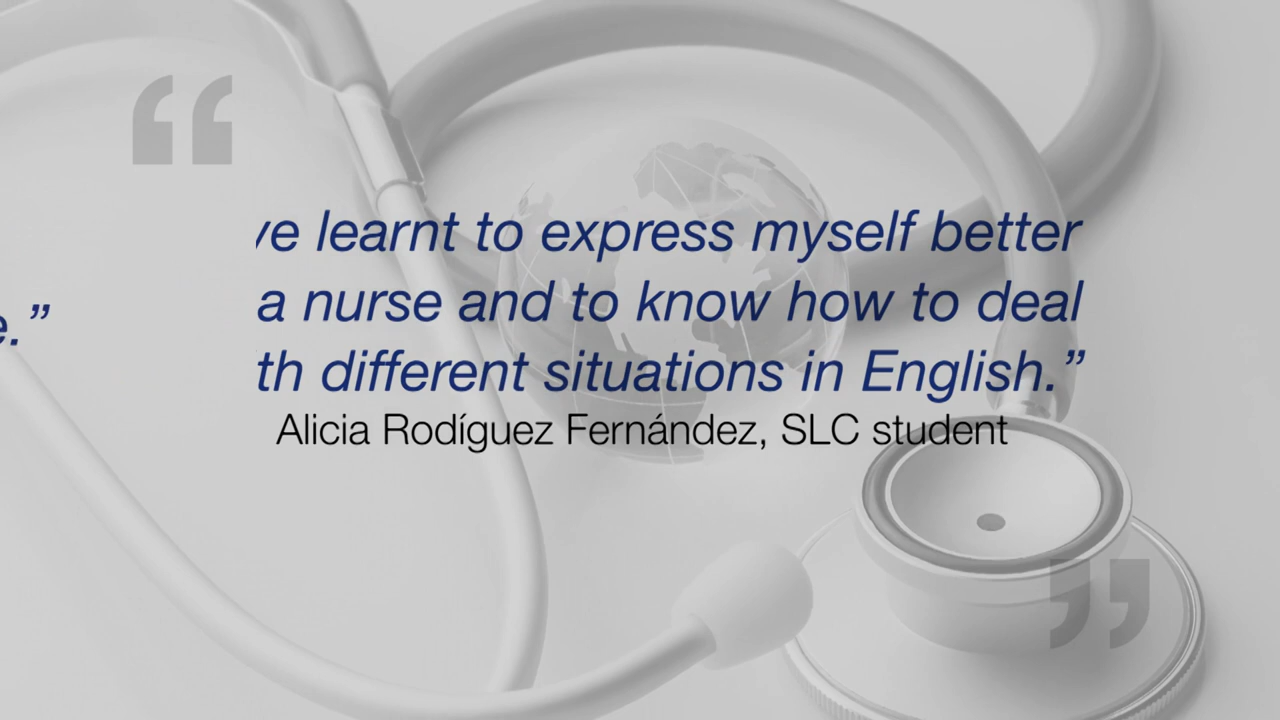 “
ve learnt to express myself better
a nurse and to know how to deal
th different situations in English.”
e.”
Alicia Rodíguez Fernández, SLC student
”